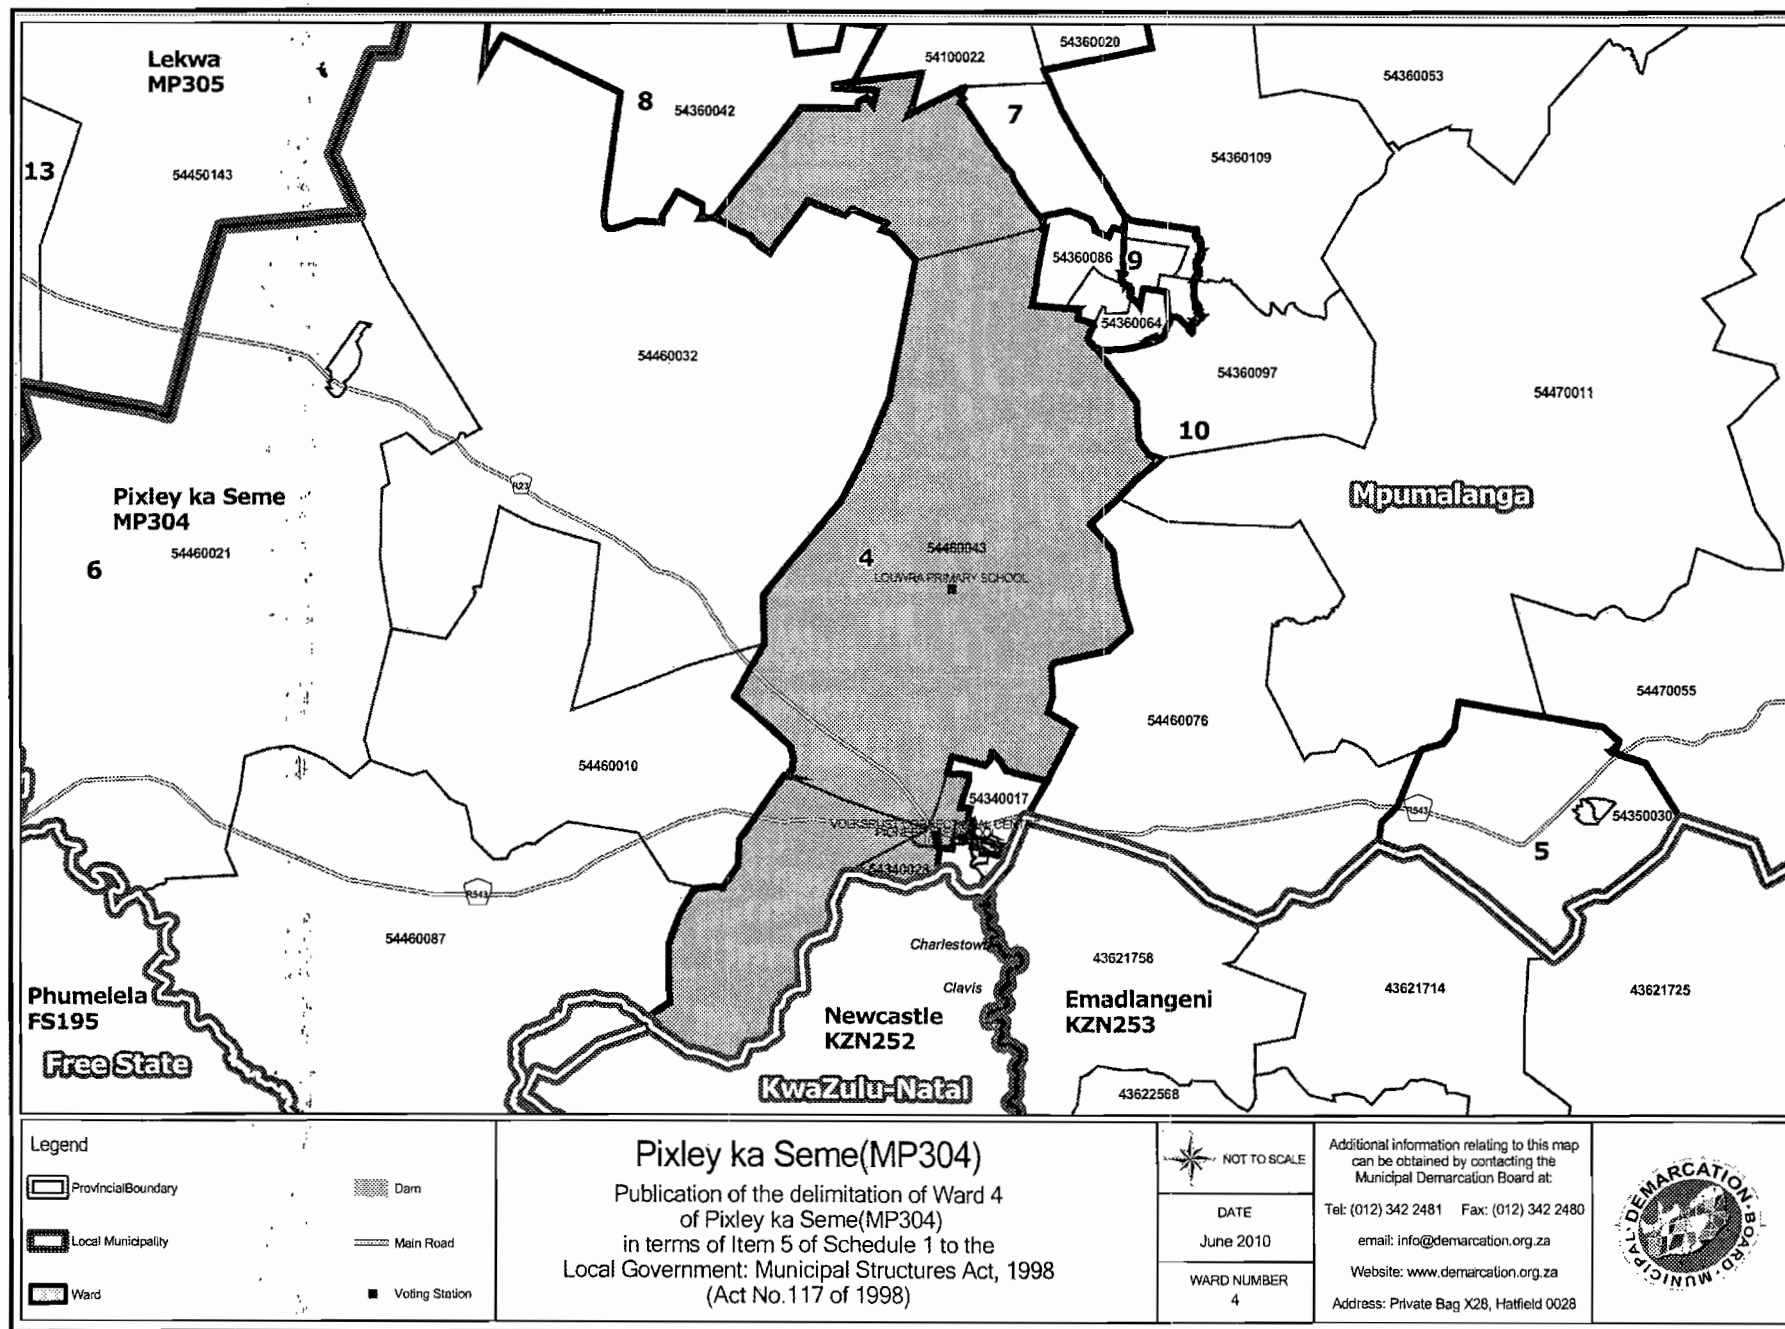 Lekwa
MP305
54100022
54360020
54360053
8
54360042
7
13
54450143
54360109
54360086
9
54360064
54460032
54360097
54470011
10
Pixley ka Seme
MP304
54460021
R23
Mpumalanga
6
4
54460043
LOUWRA PRIMARY SCHOOL
54470055
54460076
54460010
54340017
R543
54350030
5
54340028
R543
54460087
Charlestown
Clavis
43621758
43621714
43621725
Phumelela
FS195
Newcastle
KZN252
Emadlangeni
KZN253
Free State
KwaZulu-Natal
43622568
Legend
ProvincialBoundary
Dam
Local Municipality
Main Road
Ward
Voting Station
Pixley ka Seme(MP304)
Publication of the delimitation of Ward 4
of Pixley ka Seme(MP304)
in terms of Item 5 of Schedule 1 to the
Local Government: Municipal Structures Act, 1998
(Act No.117 of 1998)
NOT TO SCALE
DATE
June 2010
WARD NUMBER
4
Additional information relating to this map
can be obtained by contacting the
Municipal Demarcation Board at:
Tel: (012) 342 2481 Fax: (012) 342 2480
email: info@demarcation.org.za
Website: www.demarcation.org.za
Address: Private Bag X28, Hatfield 0028
MUNICIPAL · DEMARCATION · BOARD